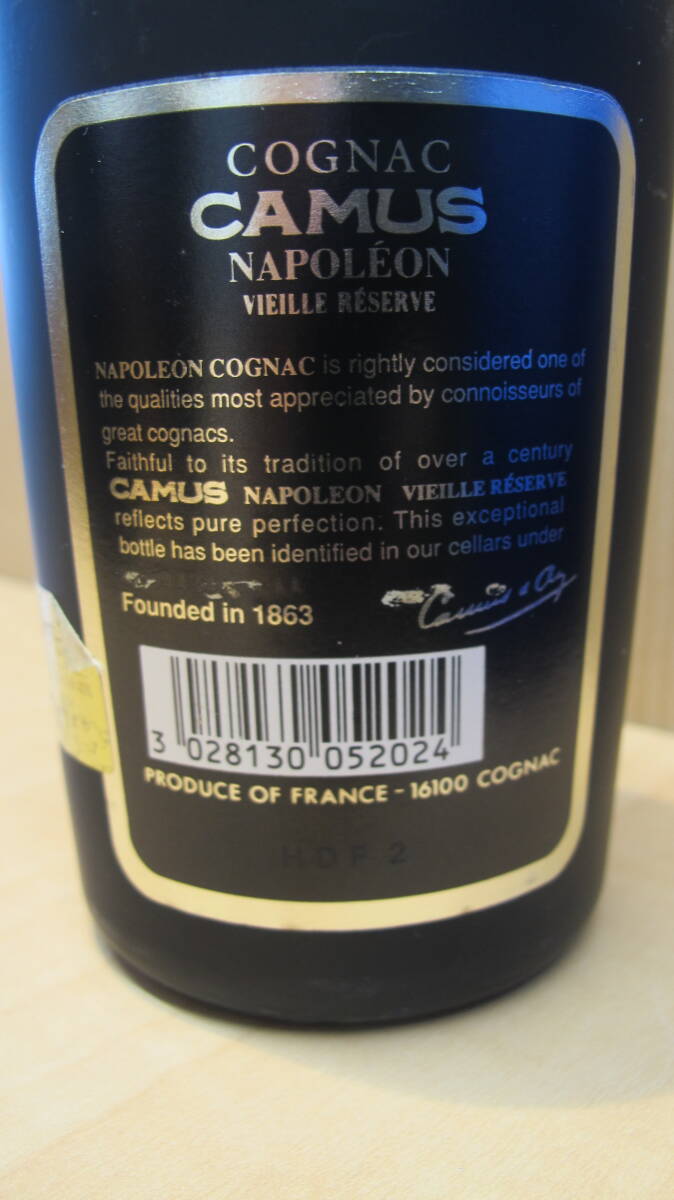 COGNAC
CAMUS
NAPOLÉON
VIEILLE RÉSERVE
NAPOLEON COGNAC is rightly considered one of
the qualities most appreciated by connoisseurs of
great cognacs.
Faithful to its tradition of over a century
CAMUS NAPOLEON VIEILLE RÉSERVE
reflects pure perfection. This exceptional
bottle has been identified in our cellars under
Founded in 1863
3 028130 052024
PRODUCE OF FRANCE - 16100 COGNAC
HDF 2